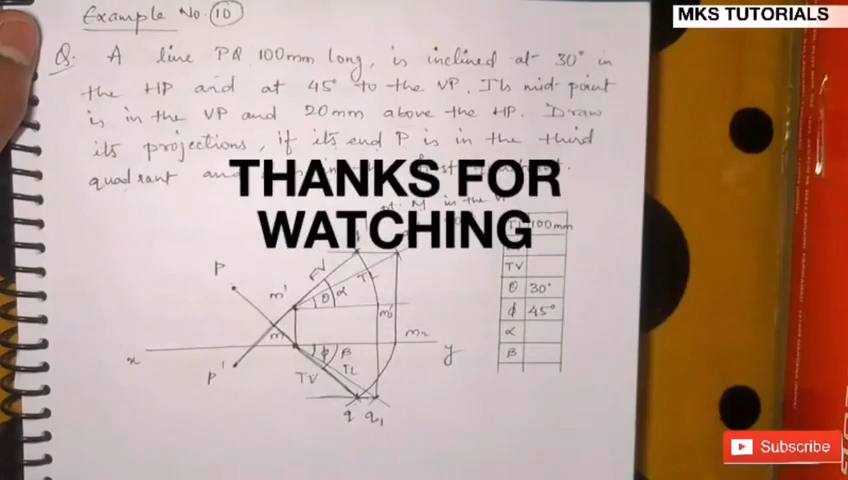 Example No. 10
MKS TUTORIALS
Q. A line PQ 100mm long, is inclined at 30° in
the HP and at 45° to the VP. Its mid-point
is in the VP and 20mm above the HP. Draw
its projections, if its end P is in the third
quadrant and
THANKS FOR
WATCHING
in the
TL 100mm
TV
θ 30°
ϕ 45°
α
β
P
FV
TL
m'
θ α
m
m2
x
y
ϕ β
P'
TV
TL
q q1
Subscribe